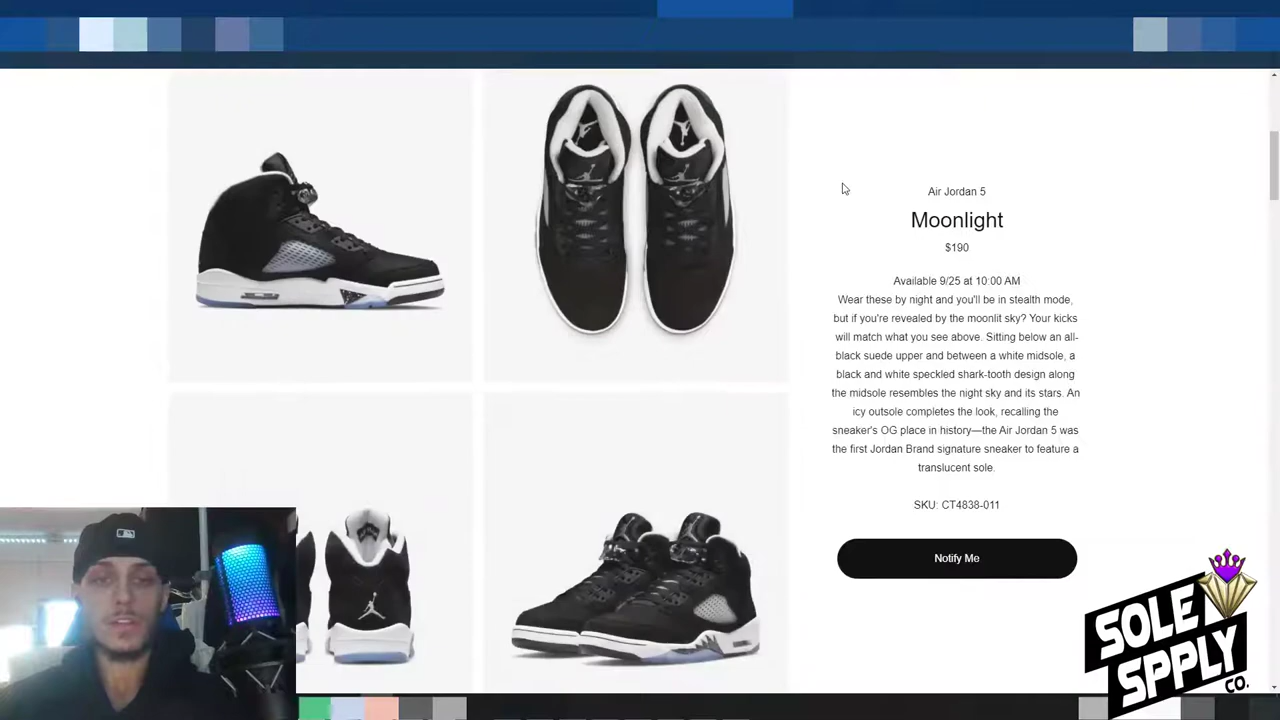 Air Jordan 5
Moonlight
$190
Available 9/25 at 10:00 AM
Wear these by night and you'll be in stealth mode,
but if you're revealed by the moonlit sky? Your kicks
will match what you see above. Sitting below an all-
black suede upper and between a white midsole, a
black and white speckled shark-tooth design along
the midsole resembles the night sky and its stars. An
icy outsole completes the look, recalling the
sneaker's OG place in history—the Air Jordan 5 was
the first Jordan Brand signature sneaker to feature a
translucent sole.
SKU: CT4838-011
Notify Me
SOLE
SPPLY
CO.